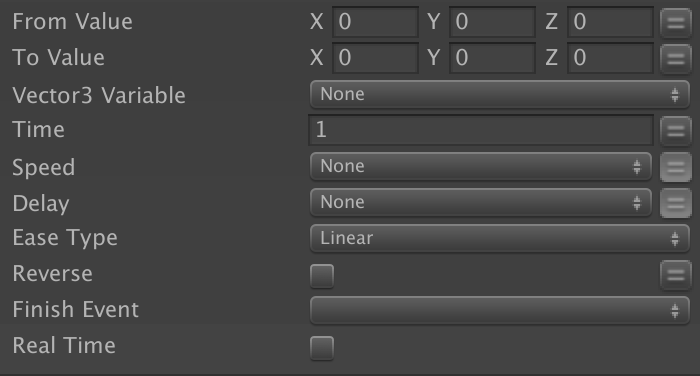 From Value X 0 Y 0 Z 0
To Value X 0 Y 0 Z 0
Vector3 Variable None
Time 1
Speed None
Delay None
Ease Type Linear
Reverse
Finish Event
Real Time